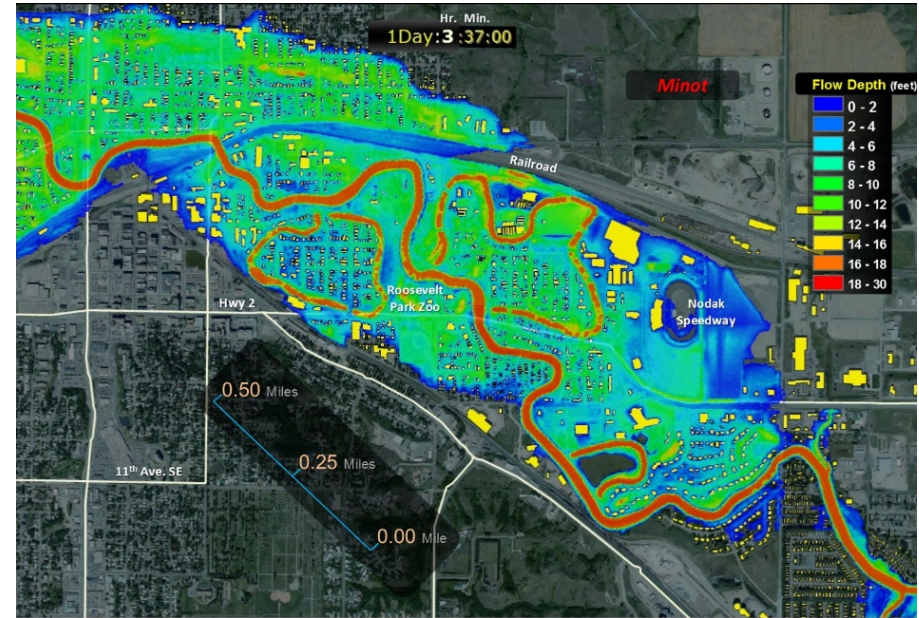 Hr. Min.
1Day:3:37:00
Minot
Flow Depth (feet)
0 - 2
2 - 4
4 - 6
6 - 8
8 - 10
10 - 12
12 - 14
14 - 16
16 - 18
18 - 30
Railroad
Roosevelt
Park Zoo
Nodak
Speedway
Hwy 2
0.50 Miles
0.25 Miles
11th Ave. SE
0.00 Mile